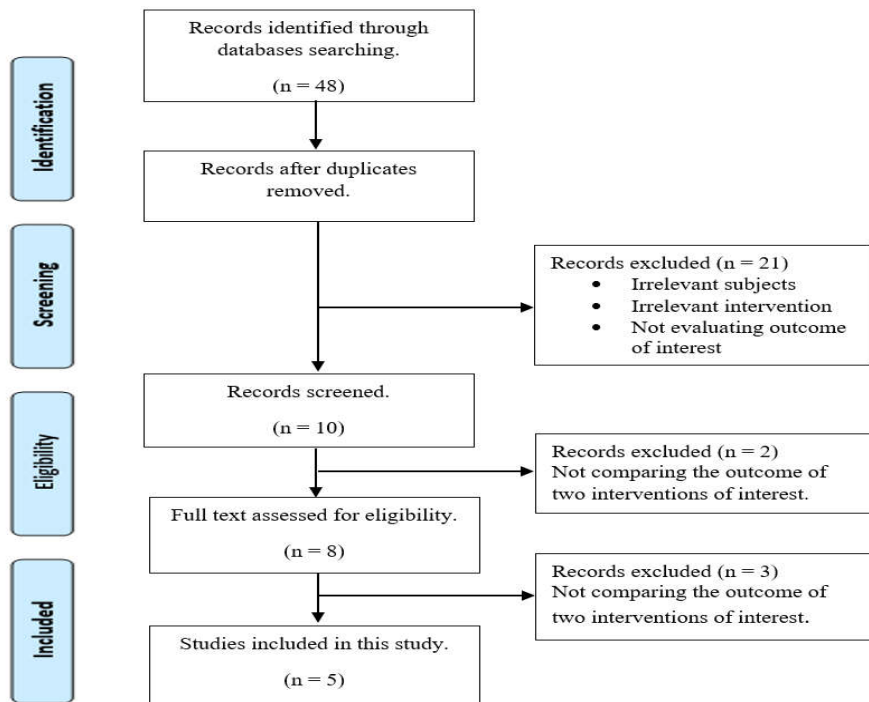 Records identified through
databases searching.
(n = 48)
Identification
Records after duplicates
removed.
Screening
Records excluded (n = 21)
• Irrelevant subjects
• Irrelevant intervention
• Not evaluating outcome
of interest
Records screened.
(n = 10)
Eligibility
Records excluded (n = 2)
Not comparing the outcome of
two interventions of interest.
Full text assessed for eligibility.
(n = 8)
Included
Records excluded (n = 3)
Not comparing the outcome of
two interventions of interest.
Studies included in this study.
(n = 5)